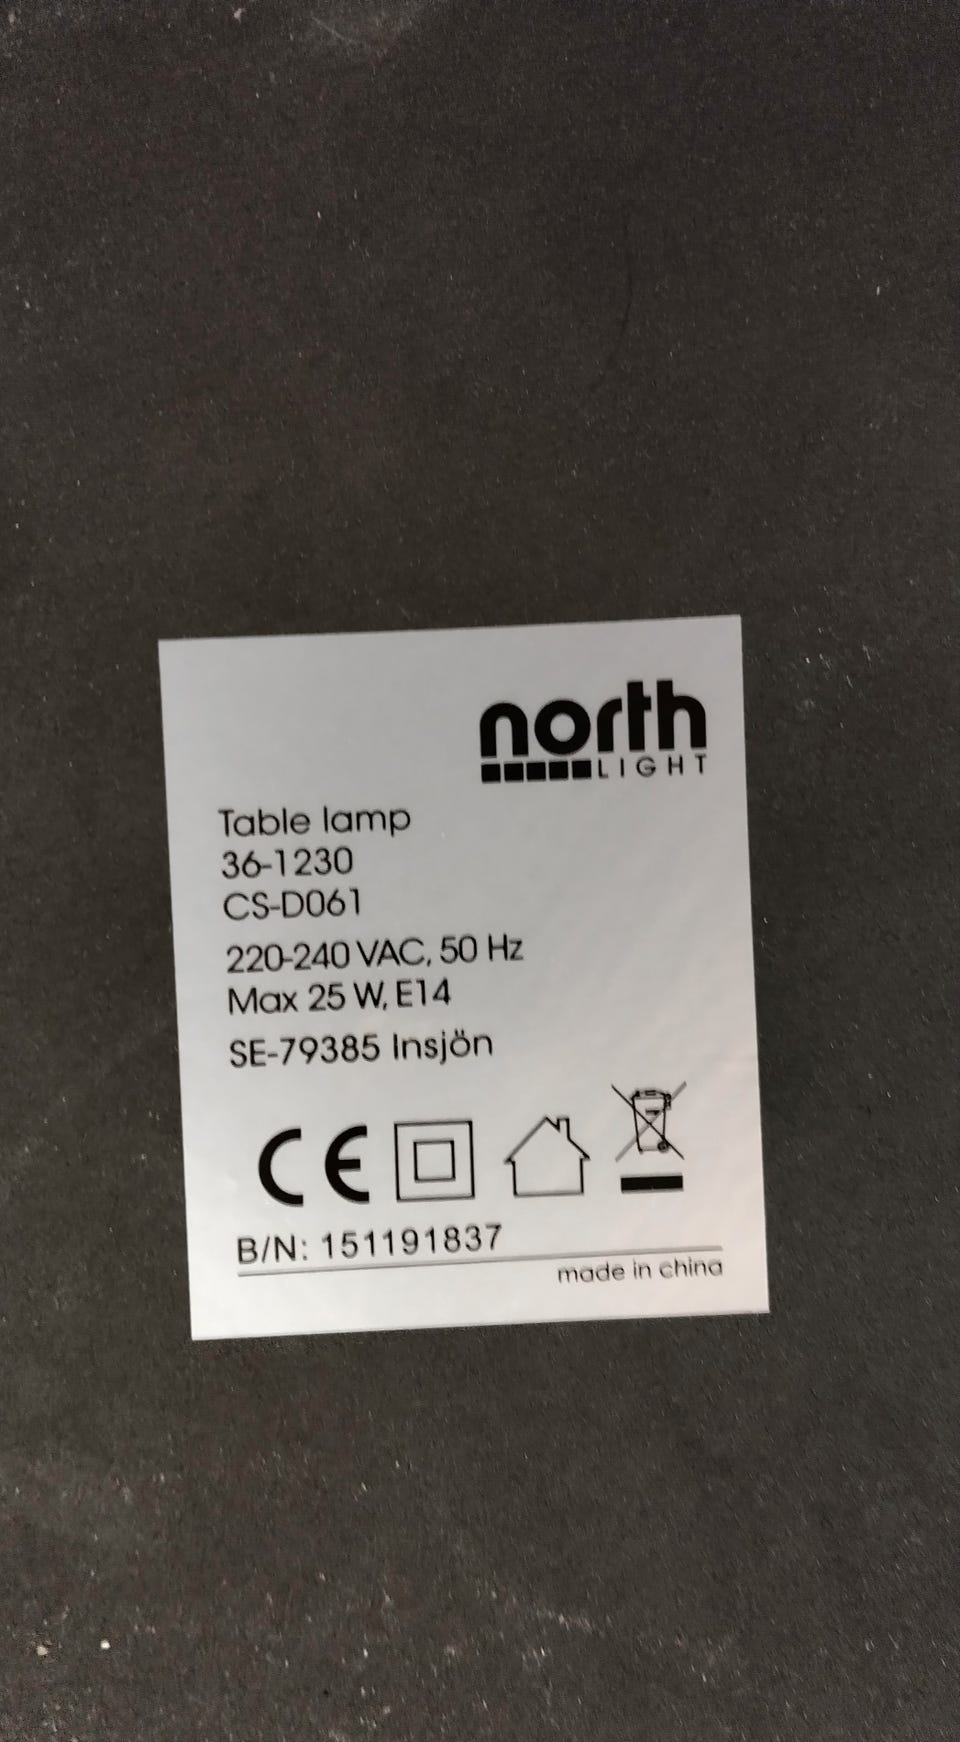 north
LIGHT
Table lamp
36-1230
CS-D061
220-240 VAC, 50 Hz
Max 25 W, E14
SE-79385 Insjön
CE
B/N: 151191837
made in china